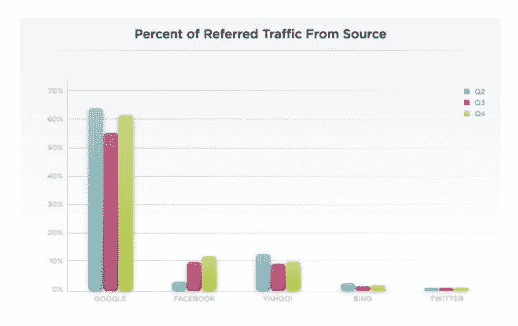 Percent of Referred Traffic From Source
Q2
Q3
Q4
70%
60%
50%
40%
30%
20%
10%
0%
GOOGLE
FACEBOOK
YAHOO!
BING
TWITTER